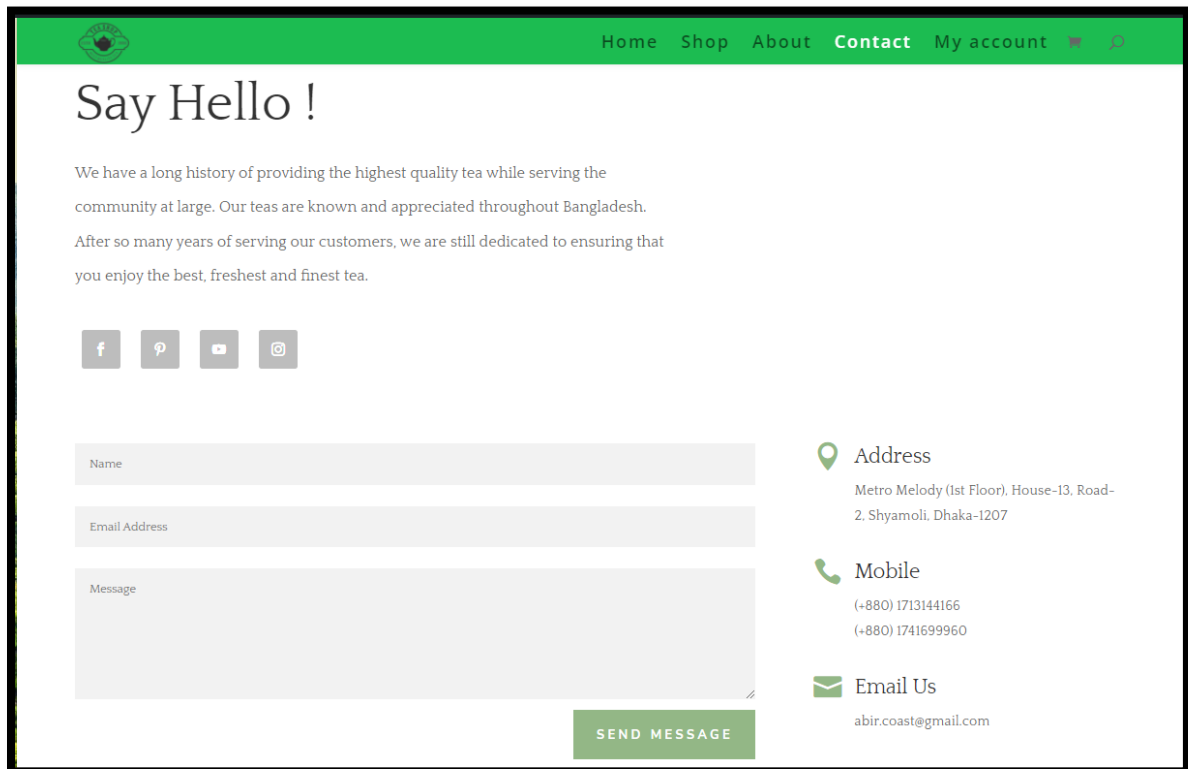 Home Shop About Contact My account
Say Hello !
We have a long history of providing the highest quality tea while serving the
community at large. Our teas are known and appreciated throughout Bangladesh.
After so many years of serving our customers, we are still dedicated to ensuring that
you enjoy the best, freshest and finest tea.
Name
Email Address
Message
SEND MESSAGE
Address
Metro Melody (1st Floor), House-13, Road-
2, Shyamoli, Dhaka-1207
Mobile
(+880) 1713144166
(+880) 1741699960
Email Us
abir.coast@gmail.com